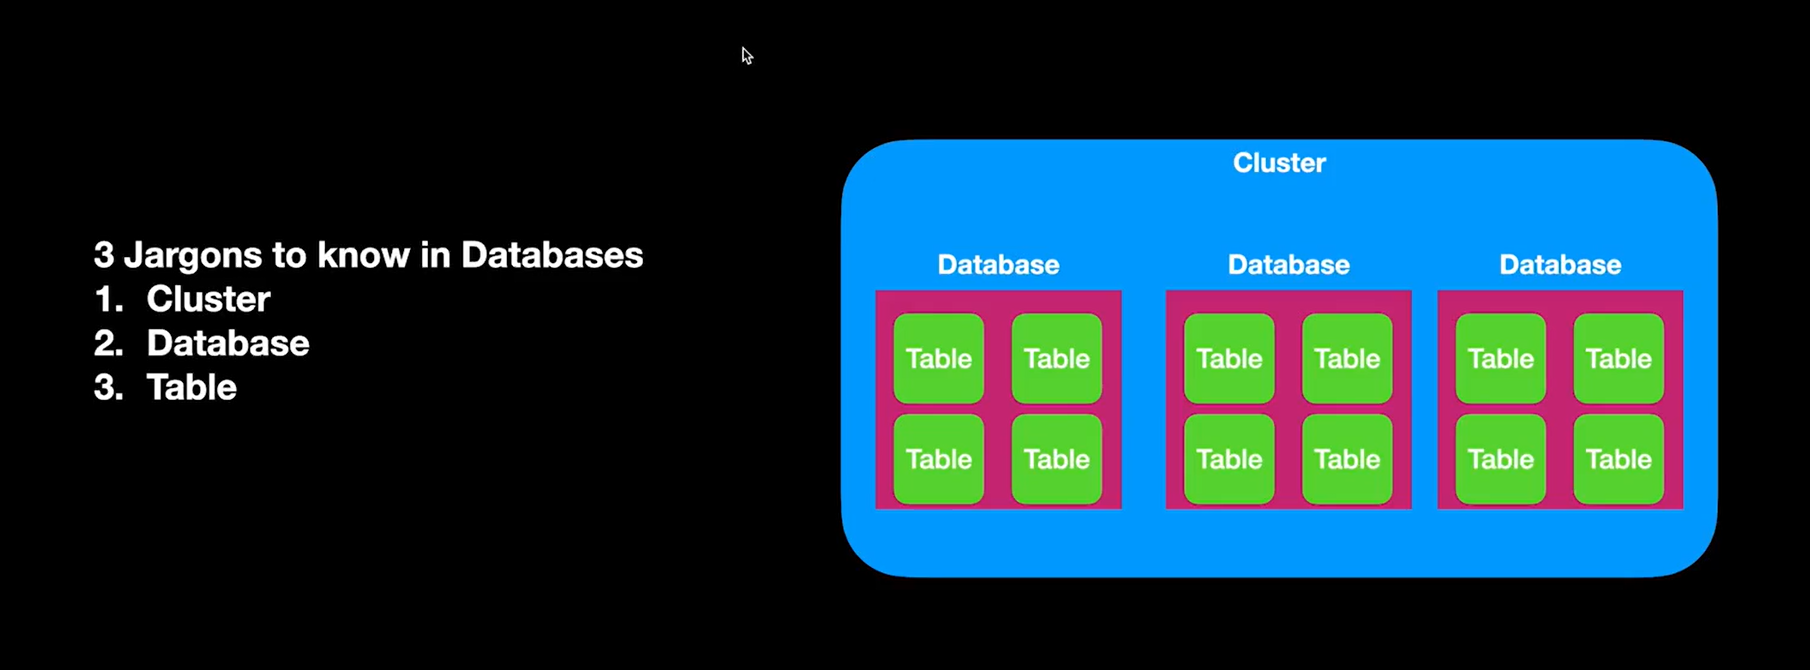 3 Jargons to know in Databases
1. Cluster
2. Database
3. Table
Cluster
Database Database Database
Table Table Table Table Table Table
Table Table Table Table Table Table